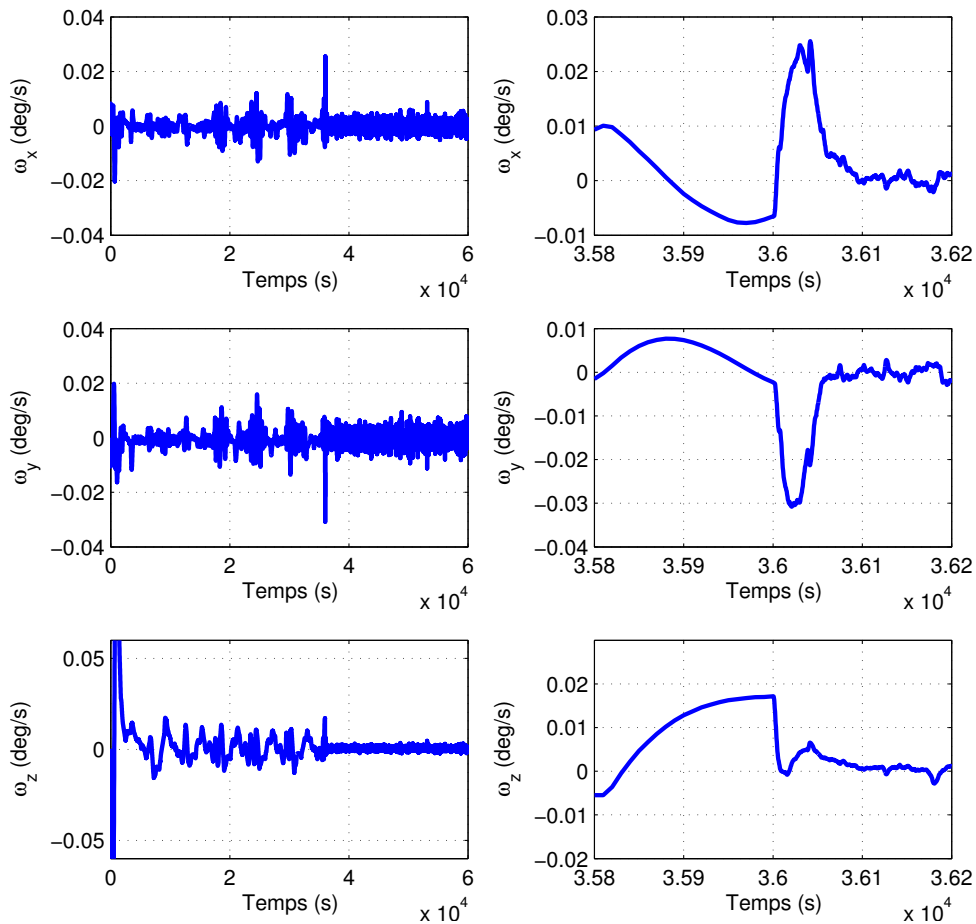 0.04
0.02
0
−0.02
−0.04
ω_x (deg/s)
0 2 4 6
Temps (s)
x 10^4
0.03
0.02
0.01
0
−0.01
ω_x (deg/s)
3.58 3.59 3.6 3.61 3.62
Temps (s)
x 10^4
0.04
0.02
0
−0.02
−0.04
ω_y (deg/s)
0 2 4 6
Temps (s)
x 10^4
0.01
0
−0.01
−0.02
−0.03
−0.04
ω_y (deg/s)
3.58 3.59 3.6 3.61 3.62
Temps (s)
x 10^4
0.05
0
−0.05
ω_z (deg/s)
0 2 4 6
Temps (s)
x 10^4
0.03
0.02
0.01
0
−0.01
−0.02
ω_z (deg/s)
3.58 3.59 3.6 3.61 3.62
Temps (s)
x 10^4